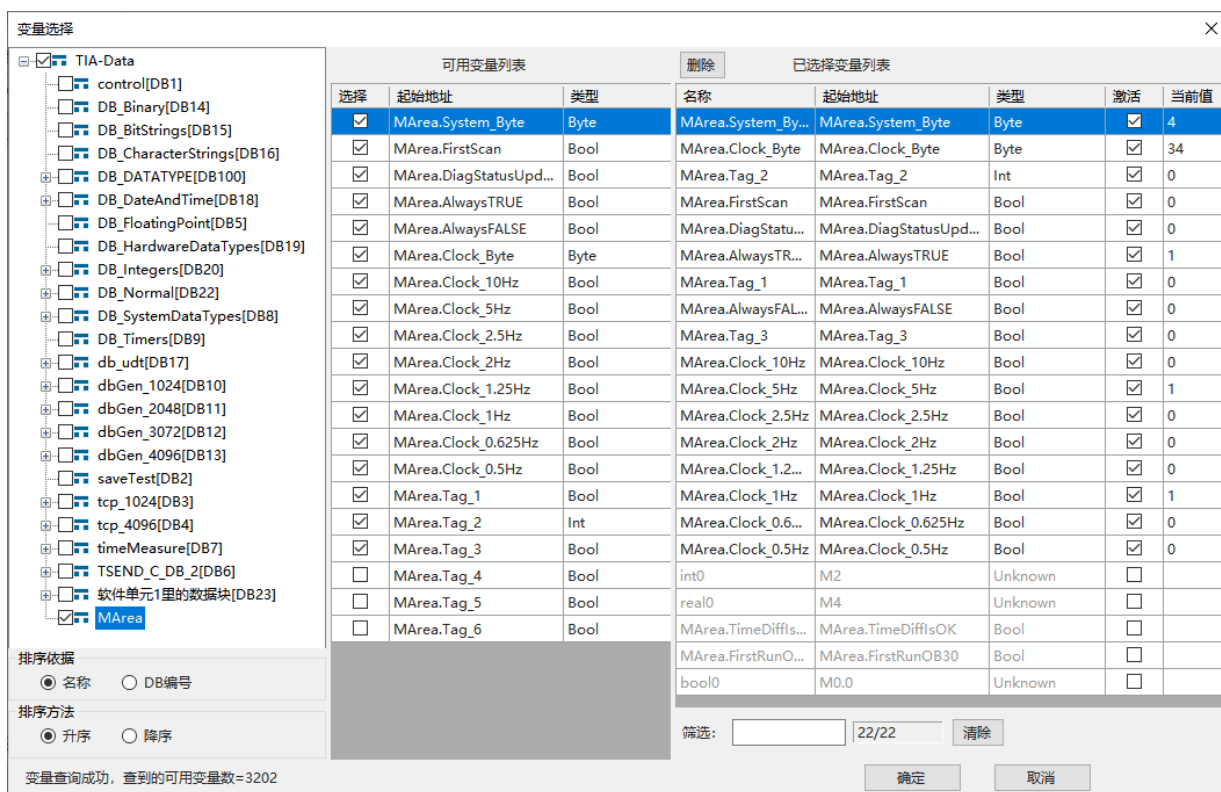 变量选择
TIA-Data
control[DB1]
DB_Binary[DB14]
DB_BitStrings[DB15]
DB_CharacterStrings[DB16]
DB_DATATYPE[DB100]
DB_DateAndTime[DB18]
DB_FloatingPoint[DB5]
DB_HardwareDataTypes[DB19]
DB_Integers[DB20]
DB_Normal[DB22]
DB_SystemDataTypes[DB8]
DB_Timers[DB9]
db_udt[DB17]
dbGen_1024[DB10]
dbGen_2048[DB11]
dbGen_3072[DB12]
dbGen_4096[DB13]
saveTest[DB2]
tcp_1024[DB3]
tcp_4096[DB4]
timeMeasure[DB7]
TSEND_C_DB_2[DB6]
软件单元1里的数据块[DB23]
MArea
排序依据
名称 DB编号
排序方法
升序 降序
变量查询成功，查到的可用变量数=3202
可用变量列表
选择 起始地址 类型
MArea.System_Byte Byte
MArea.FirstScan Bool
MArea.DiagStatusUpd... Bool
MArea.AlwaysTRUE Bool
MArea.AlwaysFALSE Bool
MArea.Clock_Byte Byte
MArea.Clock_10Hz Bool
MArea.Clock_5Hz Bool
MArea.Clock_2.5Hz Bool
MArea.Clock_2Hz Bool
MArea.Clock_1.25Hz Bool
MArea.Clock_1Hz Bool
MArea.Clock_0.625Hz Bool
MArea.Clock_0.5Hz Bool
MArea.Tag_1 Bool
MArea.Tag_2 Int
MArea.Tag_3 Bool
MArea.Tag_4 Bool
MArea.Tag_5 Bool
MArea.Tag_6 Bool
删除 已选择变量列表
名称 起始地址 类型 激活 当前值
MArea.System_By... MArea.System_Byte Byte 4
MArea.Clock_Byte MArea.Clock_Byte Byte 34
MArea.Tag_2 MArea.Tag_2 Int 0
MArea.FirstScan MArea.FirstScan Bool 0
MArea.DiagStatu... MArea.DiagStatusUpd... Bool 0
MArea.AlwaysTR... MArea.AlwaysTRUE Bool 1
MArea.Tag_1 MArea.Tag_1 Bool 0
MArea.AlwaysFAL... MArea.AlwaysFALSE Bool 0
MArea.Tag_3 MArea.Tag_3 Bool 0
MArea.Clock_10Hz MArea.Clock_10Hz Bool 0
MArea.Clock_5Hz MArea.Clock_5Hz Bool 1
MArea.Clock_2.5Hz MArea.Clock_2.5Hz Bool 0
MArea.Clock_2Hz MArea.Clock_2Hz Bool 0
MArea.Clock_1.2... MArea.Clock_1.25Hz Bool 0
MArea.Clock_1Hz MArea.Clock_1Hz Bool 1
MArea.Clock_0.6... MArea.Clock_0.625Hz Bool 0
MArea.Clock_0.5Hz MArea.Clock_0.5Hz Bool 0
int0 M2 Unknown
real0 M4 Unknown
MArea.TimeDiffIs... MArea.TimeDiffIsOK Bool
MArea.FirstRunO... MArea.FirstRunOB30 Bool
bool0 M0.0 Unknown
筛选: 22/22 清除
确定 取消